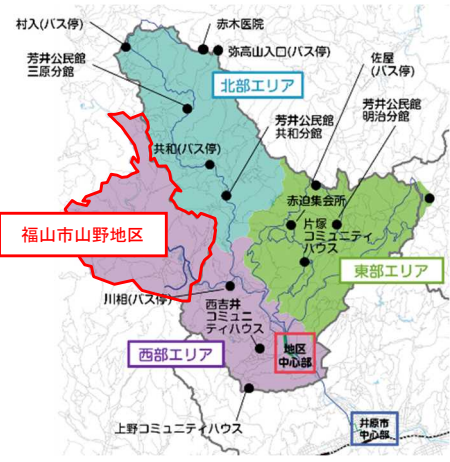 村入(バス停)
赤木医院
弥高山入口(バス停)
芳井公民館
三原分館
佐屋
(バス停)
北部エリア
芳井公民館
明治分館
芳井公民館
共和分館
共和(バス停)
赤迫集会所
片塚
コミュニティ
ハウス
福山市山野地区
東部エリア
川相(バス停)
西吉井
コミュニ
ティハウス
西部エリア
地区
中心部
上野コミュニティハウス
井原市
中心部